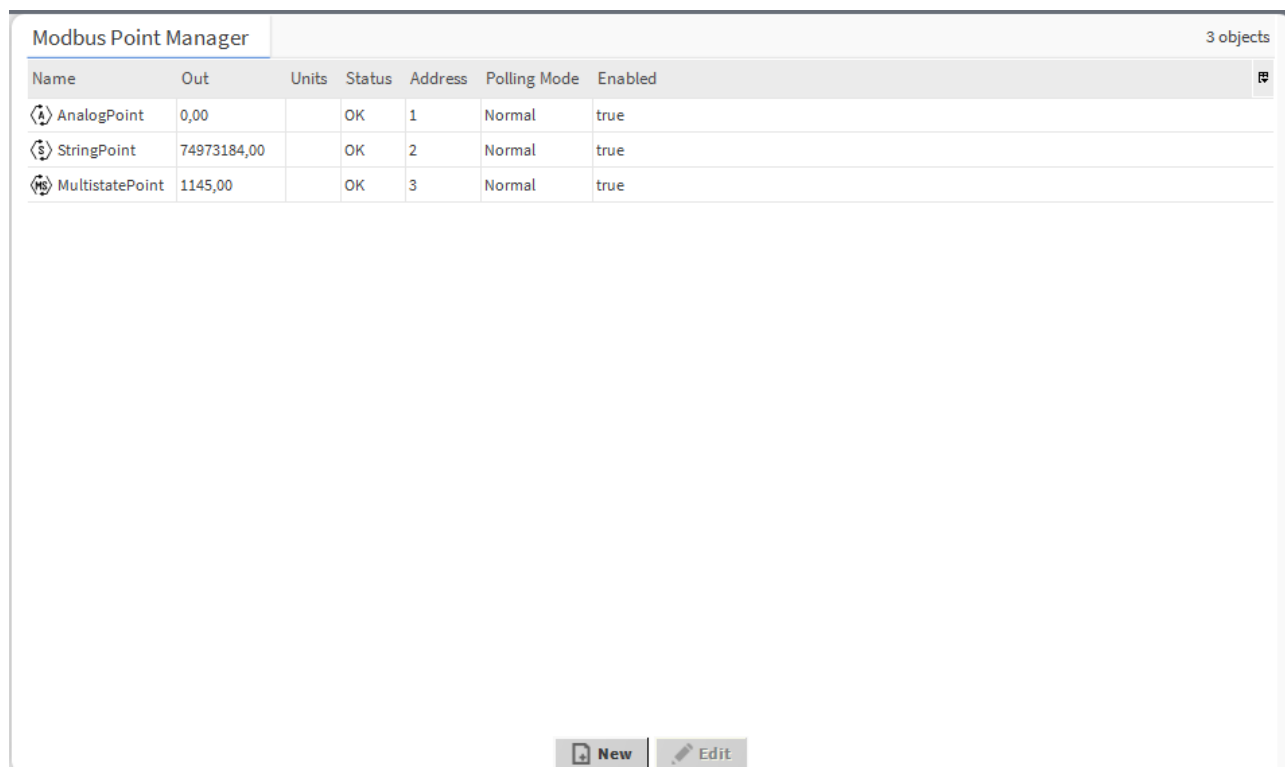 Modbus Point Manager 3 objects
Name Out Units Status Address Polling Mode Enabled
A AnalogPoint 0,00 OK 1 Normal true
S StringPoint 74973184,00 OK 2 Normal true
MS MultistatePoint 1145,00 OK 3 Normal true
New Edit